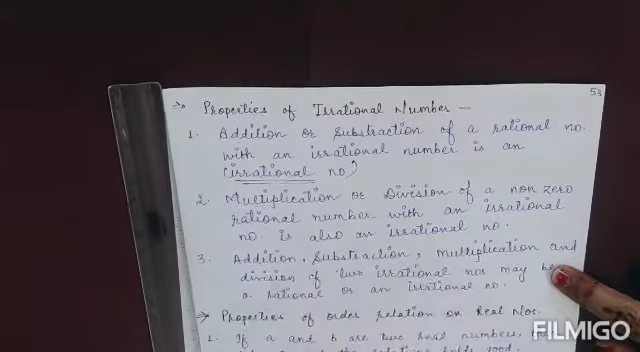 53
→ Properties of Irrational Number —
1. Addition or Substraction of a rational no.
with an irrational number is an
(irrational no)
2. Multiplication or Division of a non zero
rational number with an irrational
no. is also an irrational no.
3. Addition, Substraction, multiplication and
division of two irrational nos may be
a rational or an irrational no.
→ Properties of order relation on Real Nos.
1. If a and b are two real numbers,
FILMIGO